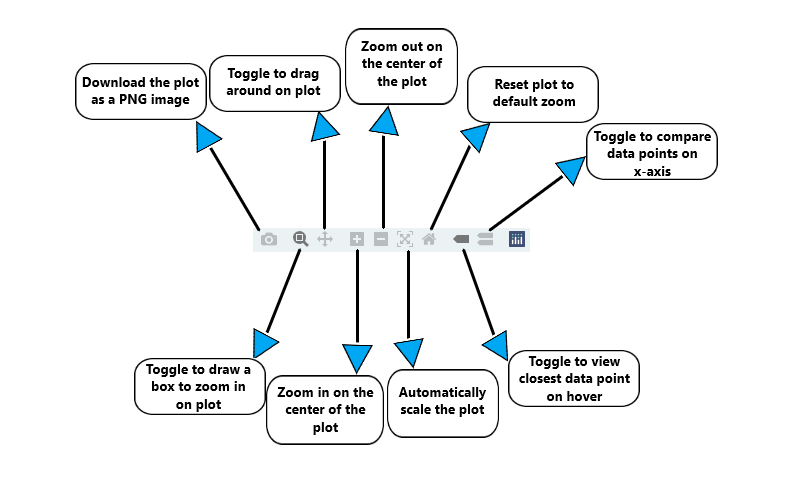 Zoom out on
the center of
the plot
Download the plot
as a PNG image
Toggle to drag
around on plot
Reset plot to
default zoom
Toggle to compare
data points on
x-axis
Toggle to draw a
box to zoom in
on plot
Zoom in on the
center of the
plot
Automatically
scale the plot
Toggle to view
closest data point
on hover